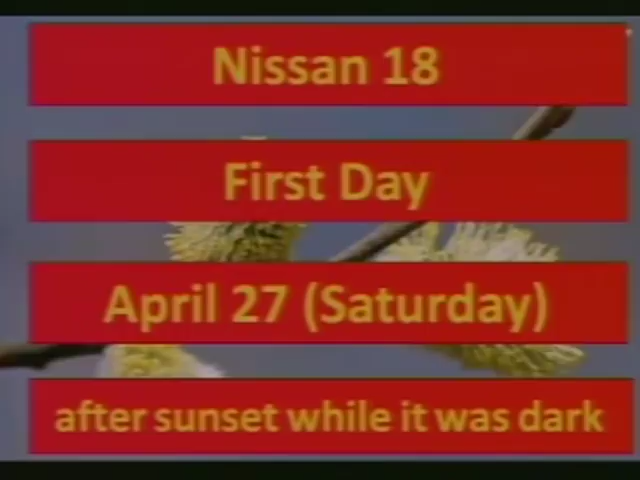 Nissan 18
First Day
April 27 (Saturday)
after sunset while it was dark